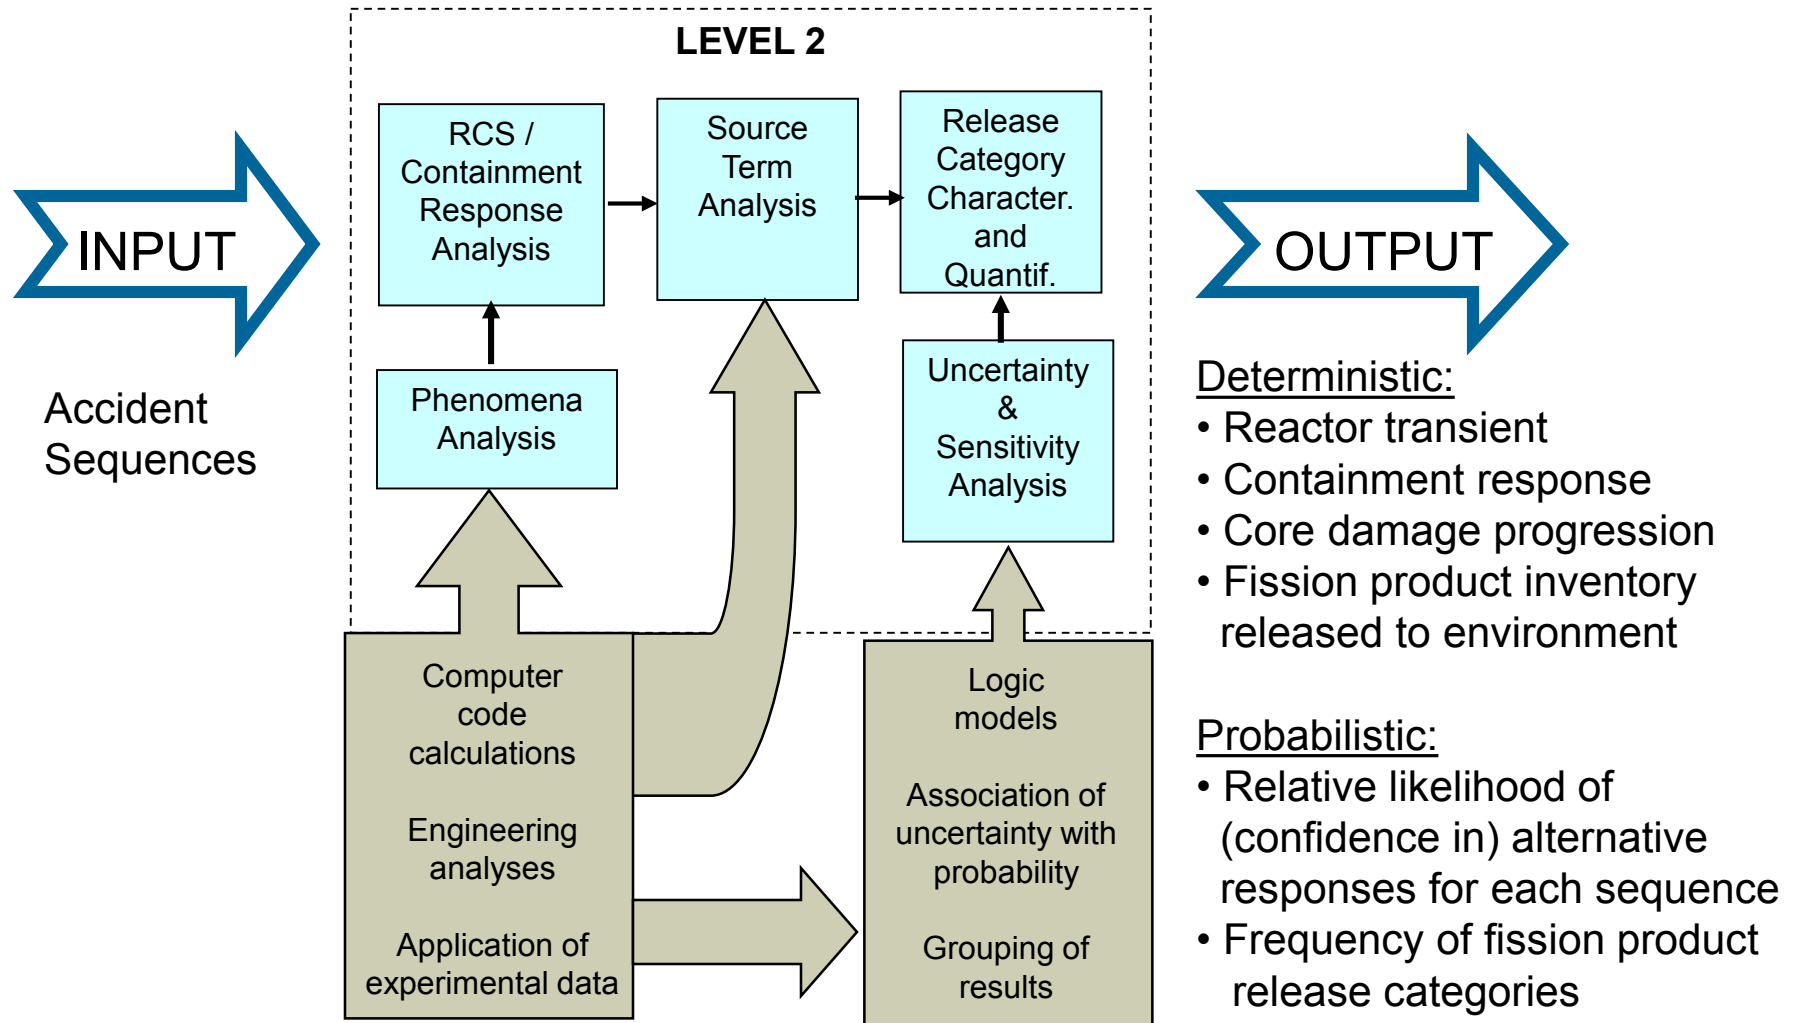 LEVEL 2
INPUT
Accident
Sequences
RCS /
Containment
Response
Analysis
Source
Term
Analysis
Release
Category
Character.
and
Quantif.
Phenomena
Analysis
Uncertainty
&
Sensitivity
Analysis
Computer
code
calculations
Engineering
analyses
Application of
experimental data
Logic
models
Association of
uncertainty with
probability
Grouping of
results
OUTPUT
Deterministic:
• Reactor transient
• Containment response
• Core damage progression
• Fission product inventory
released to environment
Probabilistic:
• Relative likelihood of
(confidence in) alternative
responses for each sequence
• Frequency of fission product
release categories